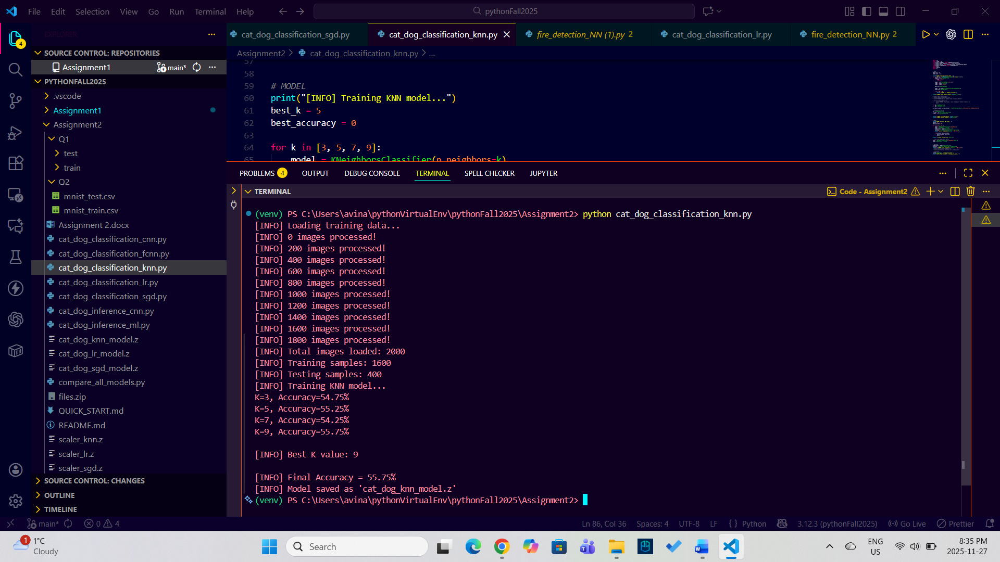 File Edit Selection View Go Run Terminal Help
pythonFall2025
EXPLORER
4
SOURCE CONTROL: REPOSITORIES
Assignment1 main*
PYTHONFALL2025
.vscode
Assignment1
Assignment2
Q1
test
train
Q2
mnist_test.csv
mnist_train.csv
Assignment 2.docx
cat_dog_classification_cnn.py
cat_dog_classification_fcnn.py
cat_dog_classification_knn.py
cat_dog_classification_lr.py
cat_dog_classification_sgd.py
cat_dog_inference_cnn.py
cat_dog_inference_ml.py
cat_dog_knn_model.z
cat_dog_lr_model.z
cat_dog_sgd_model.z
compare_all_models.py
files.zip
QUICK_START.md
README.md
scaler_knn.z
scaler_lr.z
scaler_sgd.z
SOURCE CONTROL: CHANGES
OUTLINE
TIMELINE
cat_dog_classification_sgd.py cat_dog_classification_knn.py fire_detection_NN (1).py 2 cat_dog_classification_lr.py fire_detection_NN.py 2
Assignment2 > cat_dog_classification_knn.py > ...
57
58
59 # MODEL
60 print("[INFO] Training KNN model...")
61 best_k = 5
62 best_accuracy = 0
63
64 for k in [3, 5, 7, 9]:
65 model = KNeighborsClassifier(n_neighbors=k)
PROBLEMS 4 OUTPUT DEBUG CONSOLE TERMINAL SPELL CHECKER JUPYTER
TERMINAL Code - Assignment2
(venv) PS C:\Users\avina\pythonVirtualEnv\pythonFall2025\Assignment2> python cat_dog_classification_knn.py
[INFO] Loading training data...
[INFO] 0 images processed!
[INFO] 200 images processed!
[INFO] 400 images processed!
[INFO] 600 images processed!
[INFO] 800 images processed!
[INFO] 1000 images processed!
[INFO] 1200 images processed!
[INFO] 1400 images processed!
[INFO] 1600 images processed!
[INFO] 1800 images processed!
[INFO] Total images loaded: 2000
[INFO] Training samples: 1600
[INFO] Testing samples: 400
[INFO] Training KNN model...
K=3, Accuracy=54.75%
K=5, Accuracy=55.25%
K=7, Accuracy=54.25%
K=9, Accuracy=55.75%
[INFO] Best K value: 9
[INFO] Final Accuracy = 55.75%
[INFO] Model saved as 'cat_dog_knn_model.z'
(venv) PS C:\Users\avina\pythonVirtualEnv\pythonFall2025\Assignment2>
main* 0 4 Ln 86, Col 36 Spaces: 4 UTF-8 LF {} Python 3.12.3 (pythonFall2025) Go Live Prettier
1
1°C
Cloudy
Search
ENG
US
8:35 PM
2025-11-27